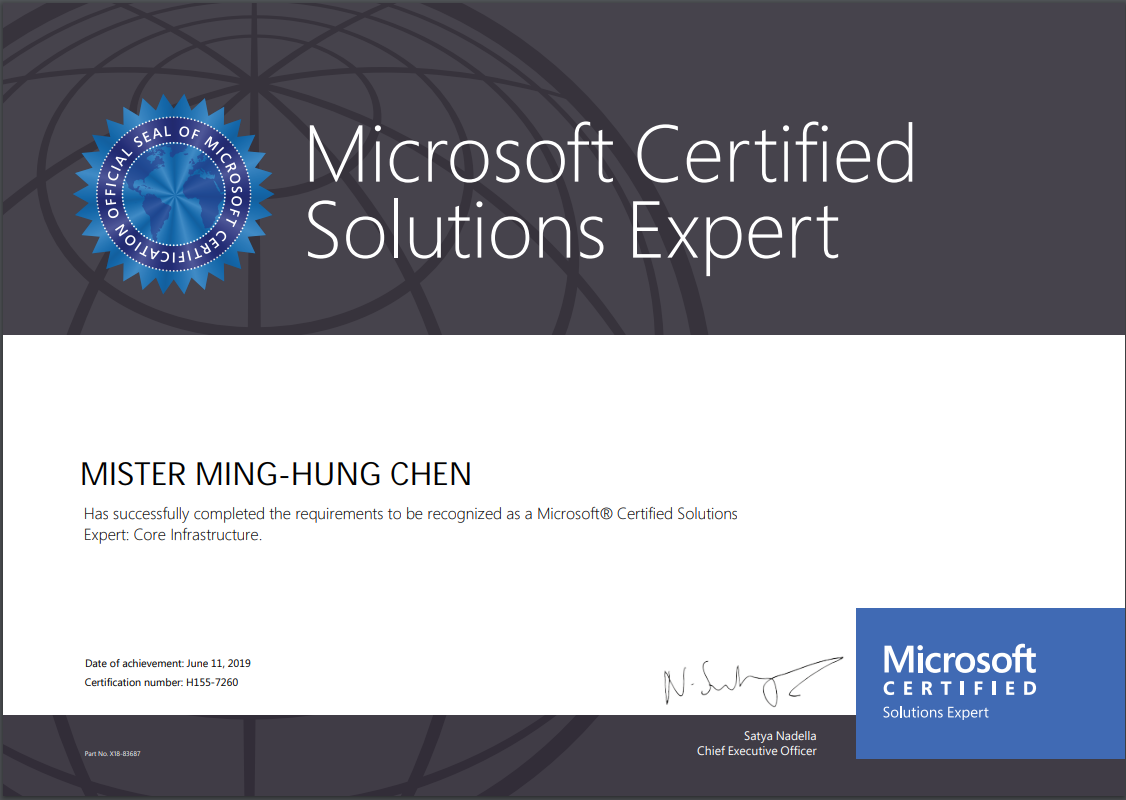 OFFICIAL SEAL OF MICROSOFT CERTIFICATION
Microsoft Certified
Solutions Expert
MISTER MING-HUNG CHEN
Has successfully completed the requirements to be recognized as a Microsoft® Certified Solutions
Expert: Core Infrastructure.
Date of achievement: June 11, 2019
Certification number: H155-7260
Microsoft
CERTIFIED
Solutions Expert
Satya Nadella
Chief Executive Officer
Part No. X18-83687